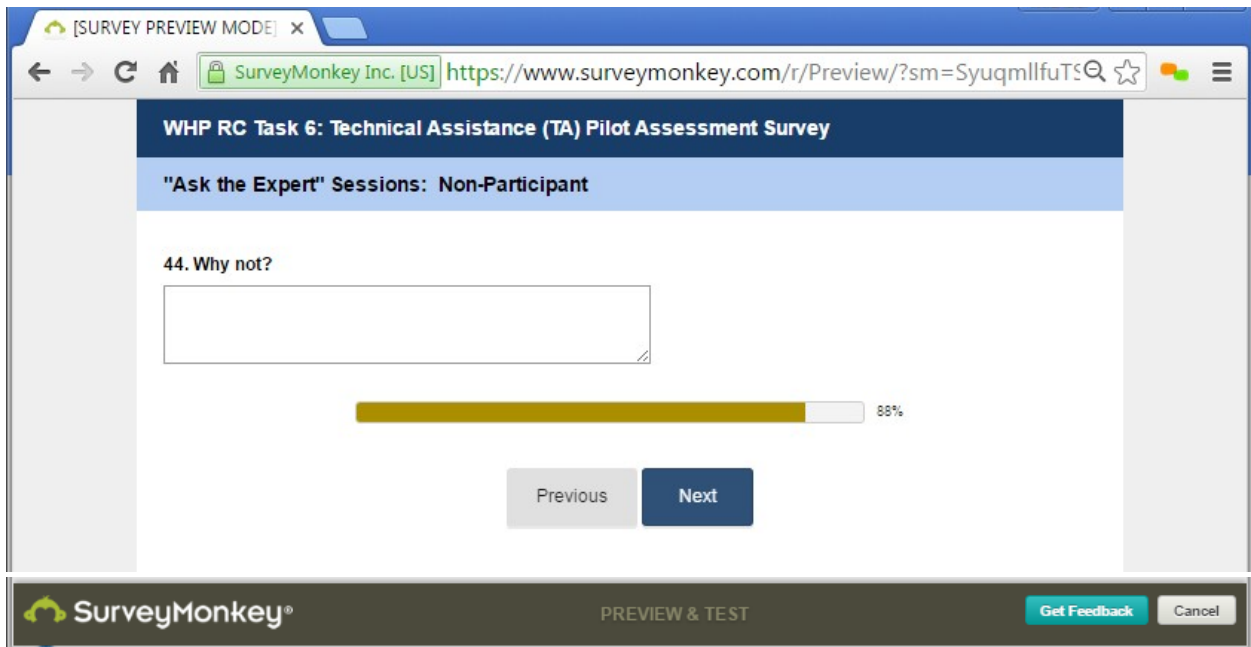 [SURVEY PREVIEW MODE]
SurveyMonkey Inc. [US] https://www.surveymonkey.com/r/Preview/?sm=SyuqmllfuTS
WHP RC Task 6: Technical Assistance (TA) Pilot Assessment Survey
"Ask the Expert" Sessions: Non-Participant
44. Why not?
88%
Previous Next
SurveyMonkey® PREVIEW & TEST Get Feedback Cancel